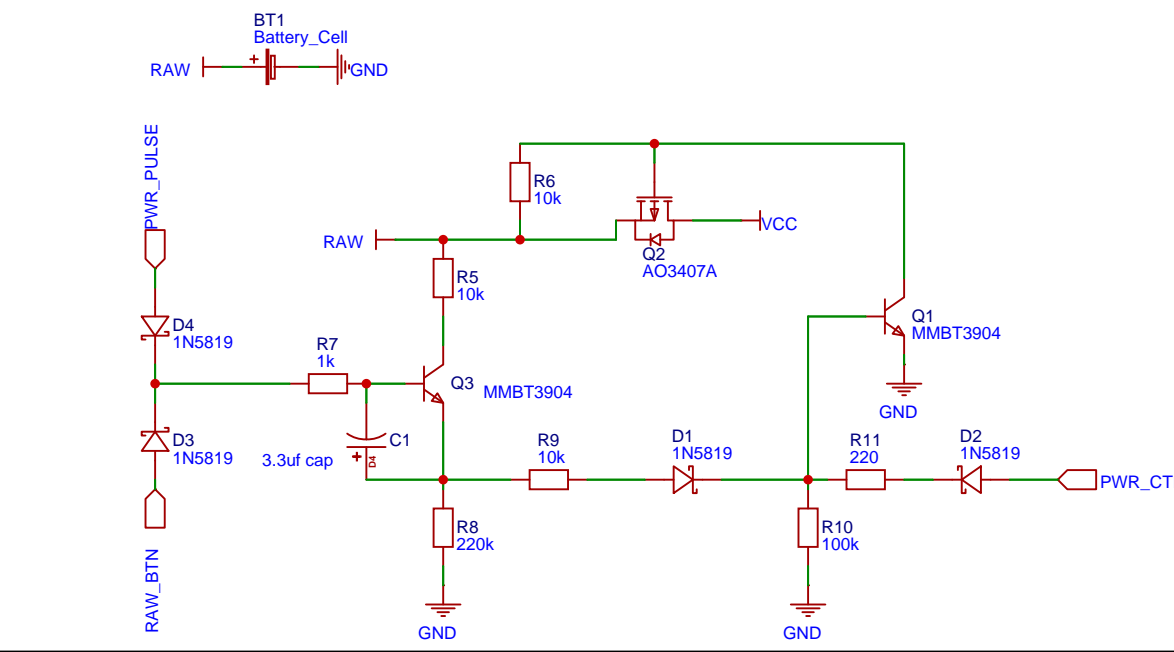 BT1
Battery_Cell
+
RAW
GND
PWR_PULSE
R6
10k
VCC
RAW
Q2
AO3407A
R5
10k
Q1
MMBT3904
D4
1N5819
R7
1k
Q3
MMBT3904
GND
D3
1N5819
3.3uf cap
C1
+
D4
R9
10k
D1
1N5819
R11
220
D2
1N5819
PWR_CT
R8
220k
R10
100k
RAW_BTN
GND
GND